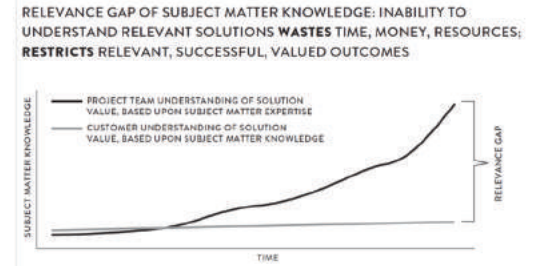 RELEVANCE GAP OF SUBJECT MATTER KNOWLEDGE: INABILITY TO
UNDERSTAND RELEVANT SOLUTIONS WASTES TIME, MONEY, RESOURCES;
RESTRICTS RELEVANT, SUCCESSFUL, VALUED OUTCOMES
PROJECT TEAM UNDERSTANDING OF SOLUTION
VALUE, BASED UPON SUBJECT MATTER EXPERTISE
CUSTOMER UNDERSTANDING OF SOLUTION
VALUE, BASED UPON SUBJECT MATTER KNOWLEDGE
SUBJECT MATTER KNOWLEDGE
RELEVANCE GAP
TIME